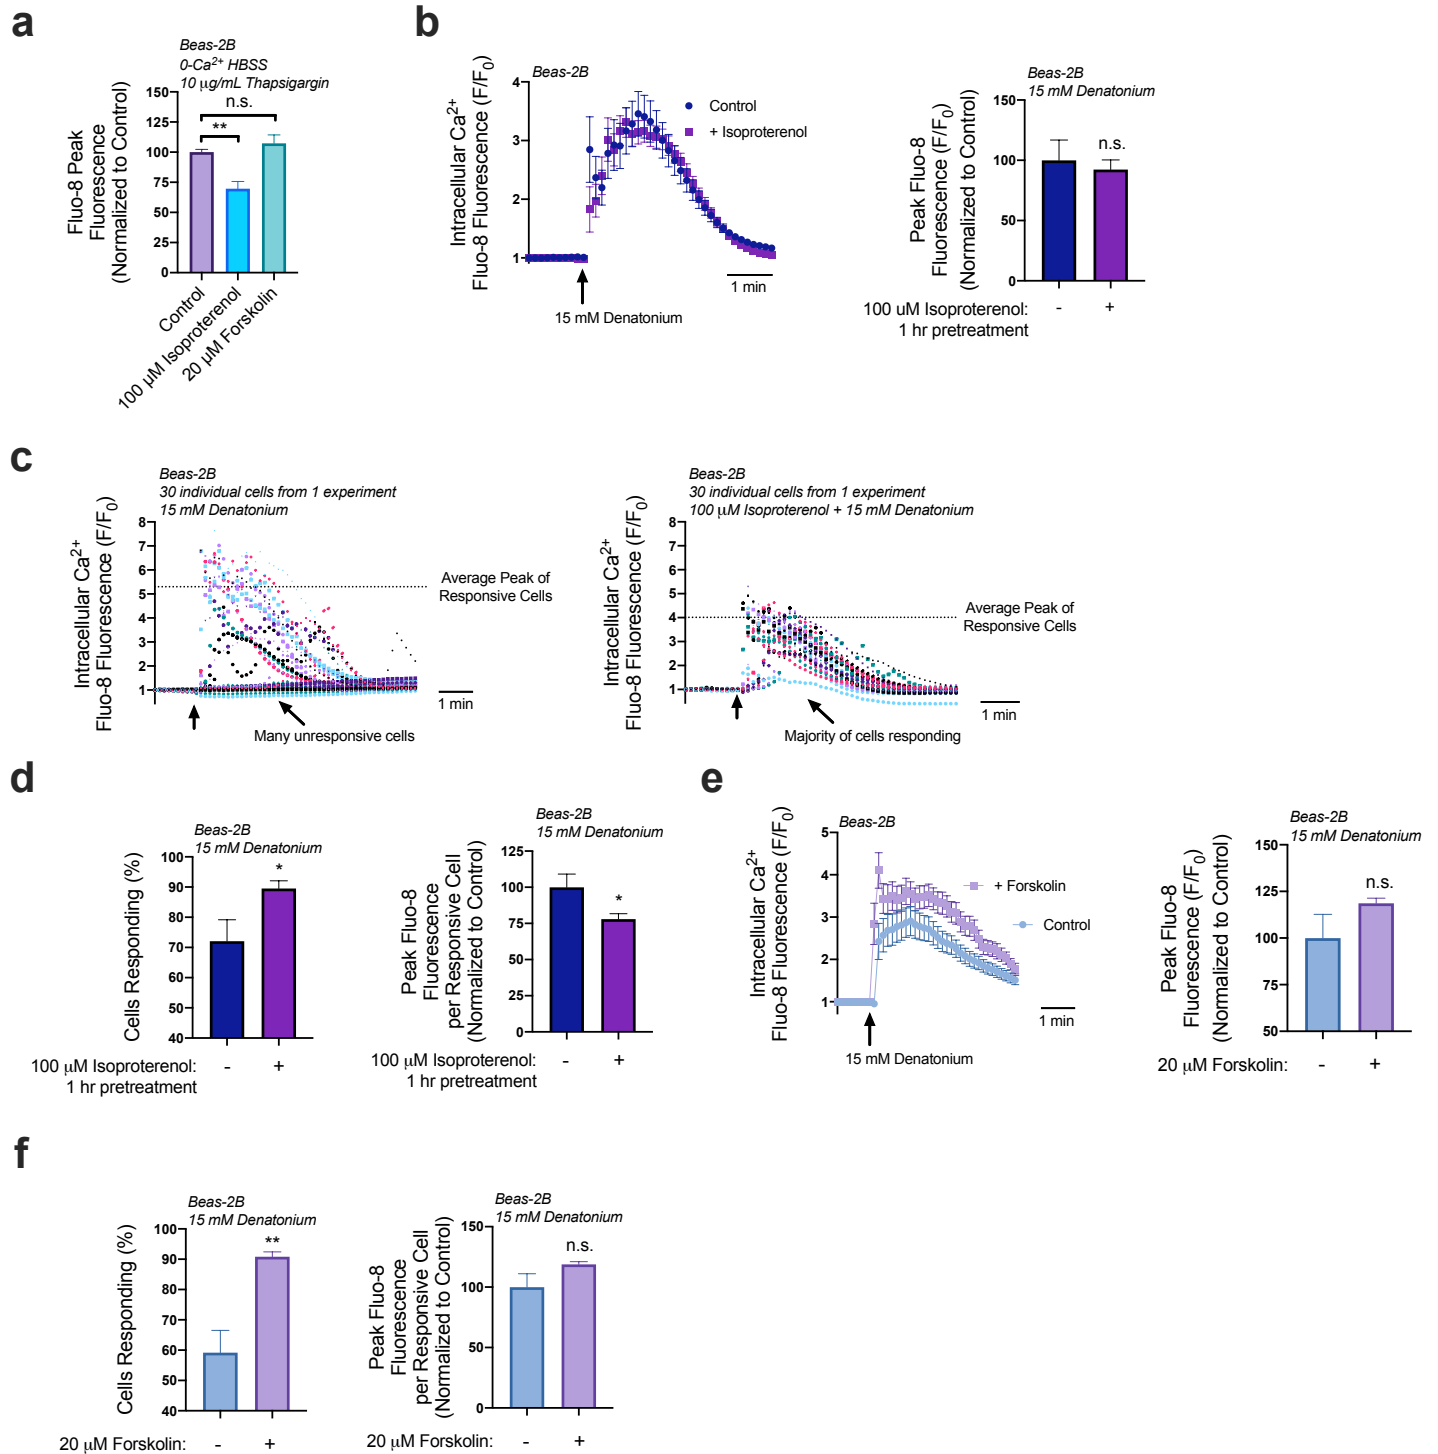 a
Beas-2B
0-Ca2+ HBSS
10 µg/mL Thapsigargin
Fluo-8 Peak
Fluorescence
(Normalized to Control)
150
125
100
75
50
25
0
n.s.
**
Control
100 µM Isoproterenol
20 µM Forskolin
b
Beas-2B
Intracellular Ca2+
Fluo-8 Fluorescence (F/F0)
4
3
2
1
Control
+ Isoproterenol
1 min
15 mM Denatonium
Beas-2B
15 mM Denatonium
Peak Fluo-8
Fluorescence (F/F0)
(Normalized to Control)
150
100
50
0
n.s.
100 uM Isoproterenol: - +
1 hr pretreatment
c
Beas-2B
30 individual cells from 1 experiment
15 mM Denatonium
Intracellular Ca2+
Fluo-8 Fluorescence (F/F0)
8
7
6
5
4
3
2
1
Average Peak of
Responsive Cells
1 min
Many unresponsive cells
Beas-2B
30 individual cells from 1 experiment
100 µM Isoproterenol + 15 mM Denatonium
Intracellular Ca2+
Fluo-8 Fluorescence (F/F0)
8
7
6
5
4
3
2
1
Average Peak of
Responsive Cells
1 min
Majority of cells responding
d
Beas-2B
15 mM Denatonium
Cells Responding (%)
100
90
80
70
60
50
40
*
100 µM Isoproterenol: - +
1 hr pretreatment
Beas-2B
15 mM Denatonium
Peak Fluo-8
Fluorescence
per Responsive Cell
(Normalized to Control)
125
100
75
50
25
0
*
100 µM Isoproterenol: - +
1 hr pretreatment
e
Beas-2B
Intracellular Ca2+
Fluo-8 Fluorescence (F/F0)
5
4
3
2
1
+ Forskolin
Control
1 min
15 mM Denatonium
Beas-2B
15 mM Denatonium
Peak Fluo-8
Fluorescence (F/F0)
(Normalized to Control)
150
125
100
75
50
n.s.
20 µM Forskolin: - +
f
Beas-2B
15 mM Denatonium
Cells Responding (%)
100
90
80
70
60
50
40
**
20 µM Forskolin: - +
Beas-2B
15 mM Denatonium
Peak Fluo-8
Fluorescence
per Responsive Cell
(Normalized to Control)
150
100
50
0
n.s.
20 µM Forskolin: - +